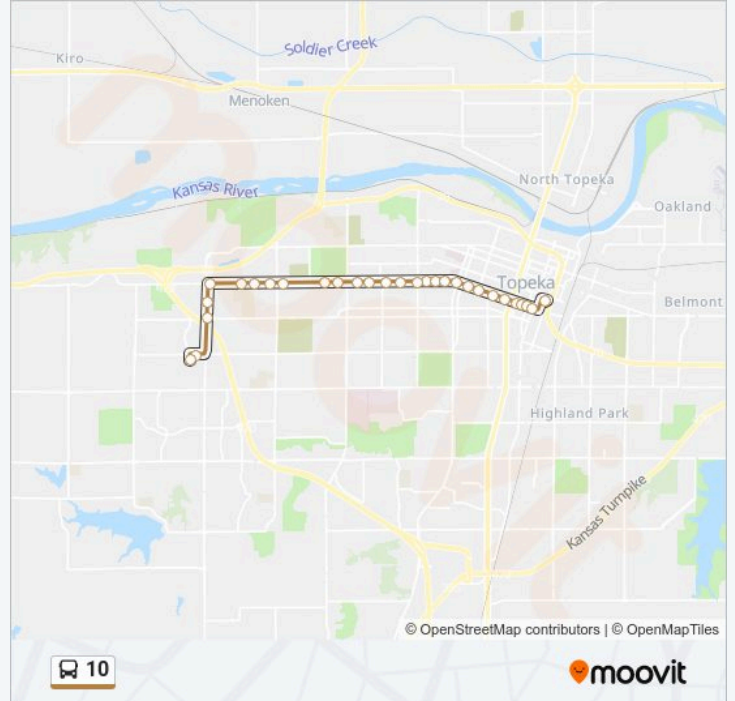 Soldier Creek
Kiro
Menoken
Kansas River
North Topeka
Oakland
Topeka
Belmont
Highland Park
Kansas Turnpike
© OpenStreetMap contributors | © OpenMapTiles
10
moovit